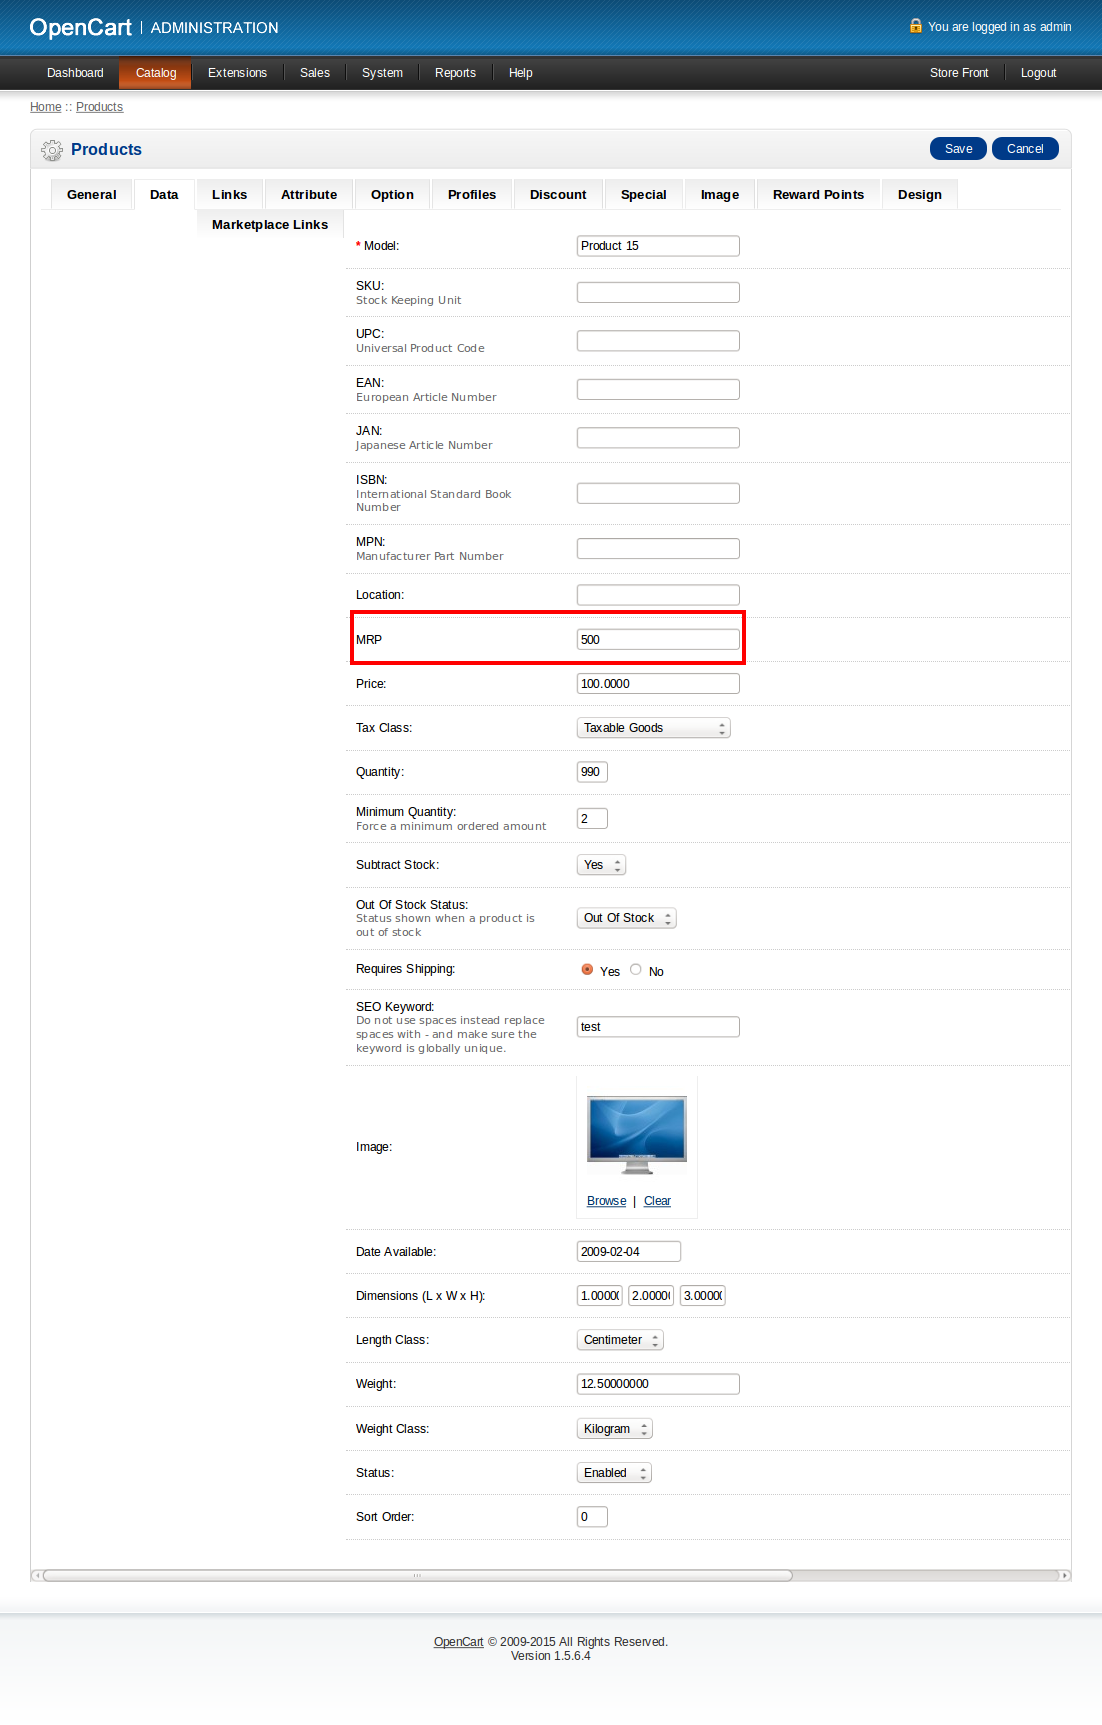 OpenCart | ADMINISTRATION
You are logged in as admin
Dashboard Catalog Extensions Sales System Reports Help Store Front Logout
Home :: Products
Products
Save Cancel
General Data Links Attribute Option Profiles Discount Special Image Reward Points Design
Marketplace Links
* Model: Product 15
SKU:
Stock Keeping Unit
UPC:
Universal Product Code
EAN:
European Article Number
JAN:
Japanese Article Number
ISBN:
International Standard Book
Number
MPN:
Manufacturer Part Number
Location:
MRP 500
Price: 100.0000
Tax Class: Taxable Goods
Quantity: 990
Minimum Quantity:
Force a minimum ordered amount
2
Subtract Stock: Yes
Out Of Stock Status:
Status shown when a product is
out of stock
Out Of Stock
Requires Shipping: Yes No
SEO Keyword:
Do not use spaces instead replace
spaces with - and make sure the
keyword is globally unique.
test
Image:
Browse | Clear
Date Available: 2009-02-04
Dimensions (L x W x H): 1.00000 2.00000 3.00000
Length Class: Centimeter
Weight: 12.50000000
Weight Class: Kilogram
Status: Enabled
Sort Order: 0
OpenCart © 2009-2015 All Rights Reserved.
Version 1.5.6.4